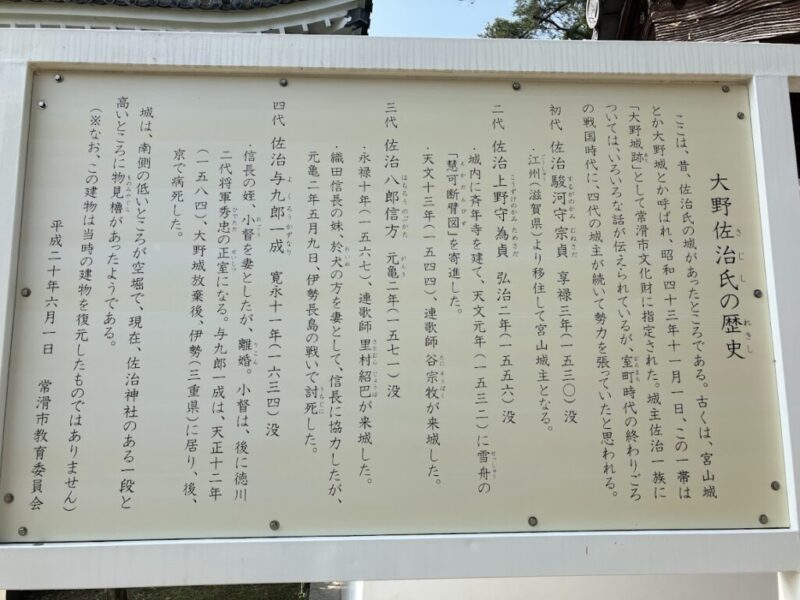 大野佐治氏の歴史
ここは、昔、佐治氏の城があったところである。古くは、宮山城
とか大野城とか呼ばれ、昭和四十三年十一月一日、この一帯は
「大野城跡」として常滑市文化財に指定された。城主佐治一族に
ついては、いろいろな話が伝えられているが、室町時代の終わりごろ
の戦国時代に、四代の城主が続いて勢力を張っていたと思われる。
初代 佐治駿河守宗貞 享禄三年(一五三〇)没
・江州(滋賀県)より移住して宮山城主となる。
二代 佐治上野守為貞 弘治二年(一五五六)没
・城内に斉年寺を建て、天文元年(一五三二)に雪舟の
「慧可断臂図」を寄進した。
・天文十三年(一五四四)、連歌師谷宗牧が来城した。
三代 佐治八郎信方 元亀二年(一五七一)没
・永禄十年(一五六七)、連歌師里村紹巴が来城した。
・織田信長の妹、於犬の方を妻として、信長に協力したが、
元亀二年五月九日、伊勢長島の戦いで討死した。
四代 佐治与九郎一成 寛永十一年(一六三四)没
・信長の姪、小督を妻としたが、離婚。小督は、後に徳川
二代将軍秀忠の正室になる。与九郎一成は、天正十二年
(一五八四)、大野城放棄後、伊勢(三重県)に居り、後、
京で病死した。
城は、南側の低いところが空堀で、現在、佐治神社のある一段と
高いところに物見櫓があったようである。
(※なお、この建物は当時の建物を復元したものではありません)
平成二十年六月一日 常滑市教育委員会